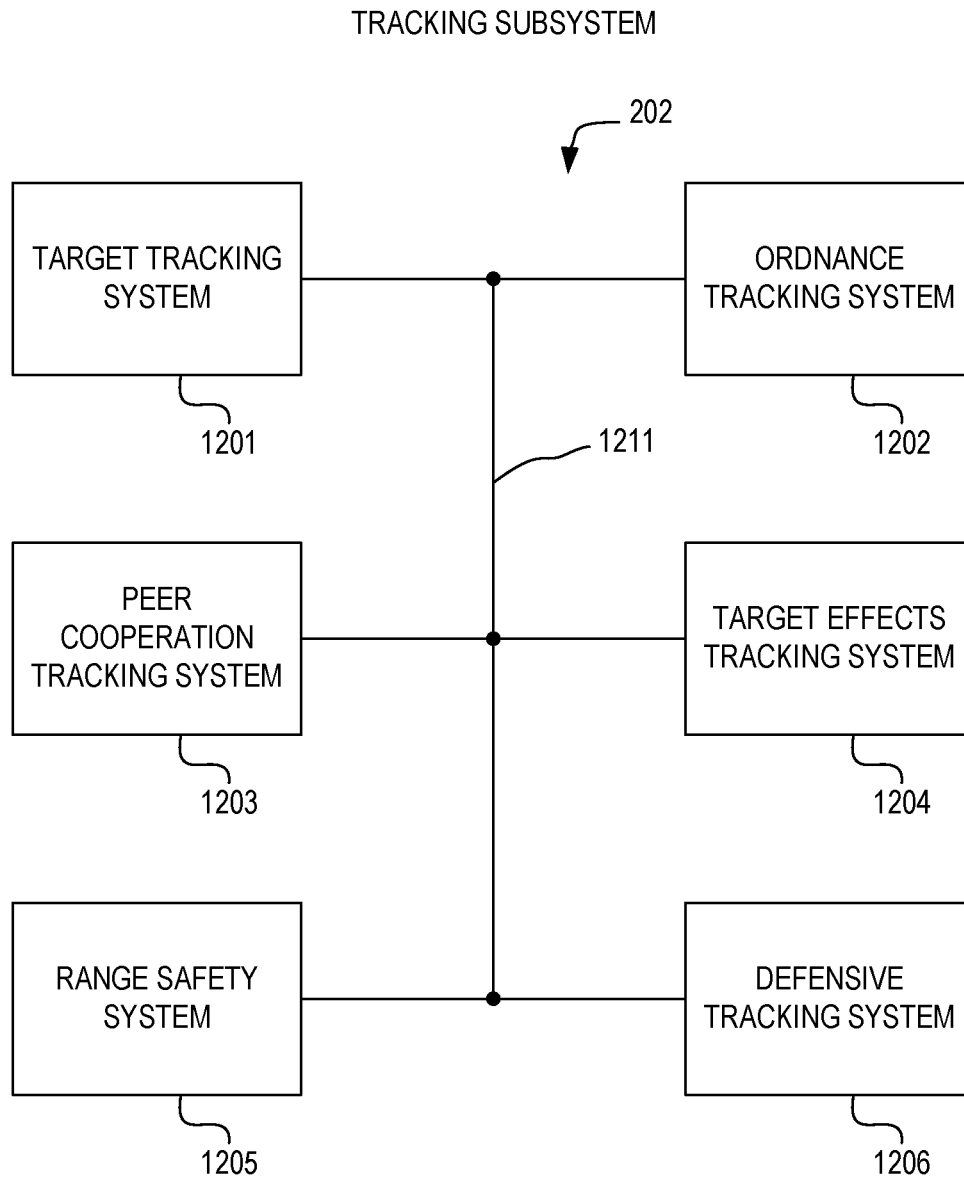 TRACKING SUBSYSTEM
202
TARGET TRACKING
SYSTEM
1201
ORDNANCE
TRACKING SYSTEM
1202
1211
PEER
COOPERATION
TRACKING SYSTEM
1203
TARGET EFFECTS
TRACKING SYSTEM
1204
RANGE SAFETY
SYSTEM
1205
DEFENSIVE
TRACKING SYSTEM
1206